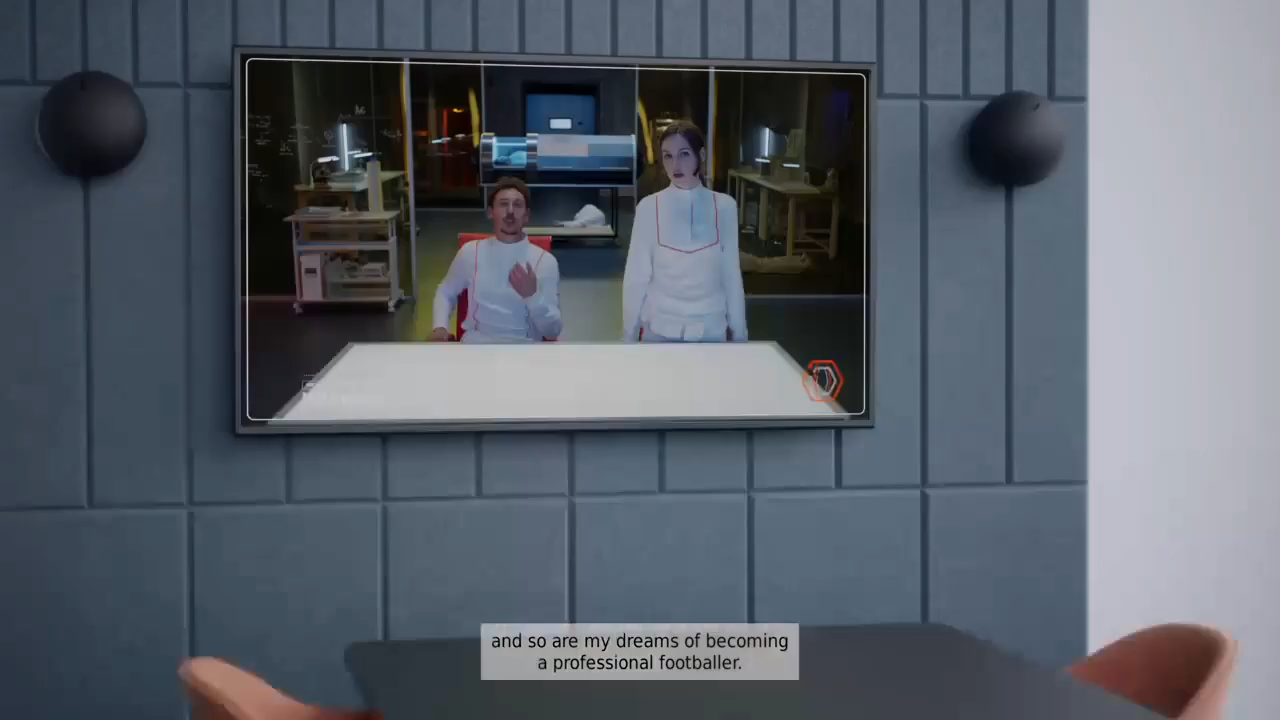 and so are my dreams of becoming
a professional footballer.